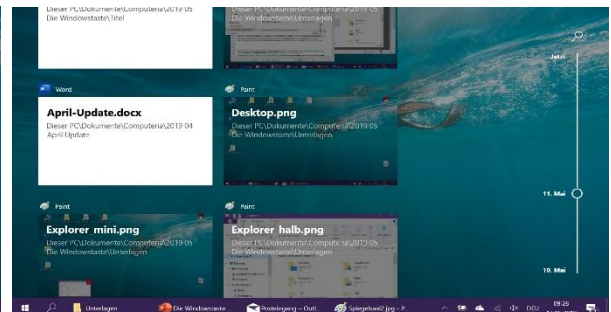 Dieser PC\Dokumente\Computeria\2019 05
Die Windowstaste\Titel
Dieser PC\Dokumente\Computeria\2019 05
Die Windowstaste\Unterlagen
Jetzt
Word
April-Update.docx
Dieser PC\Dokumente\Computeria\2019 04
April Update
Paint
Desktop.png
Dieser PC\Dokumente\Computeria\2019 05
Die Windowstaste\Unterlagen
11. Mai
Paint
Explorer mini.png
Dieser PC\Dokumente\Computeria\2019 05
Die Windowstaste\Unterlagen
Paint
Explorer halb.png
Dieser PC\Dokumente\Computeria\2019 05
Die Windowstaste\Unterlagen
10. Mai
Unterlagen
Die Windowstaste
Posteingang – Outl
Spiegelsaal2.jpg – P
DEU
09:26